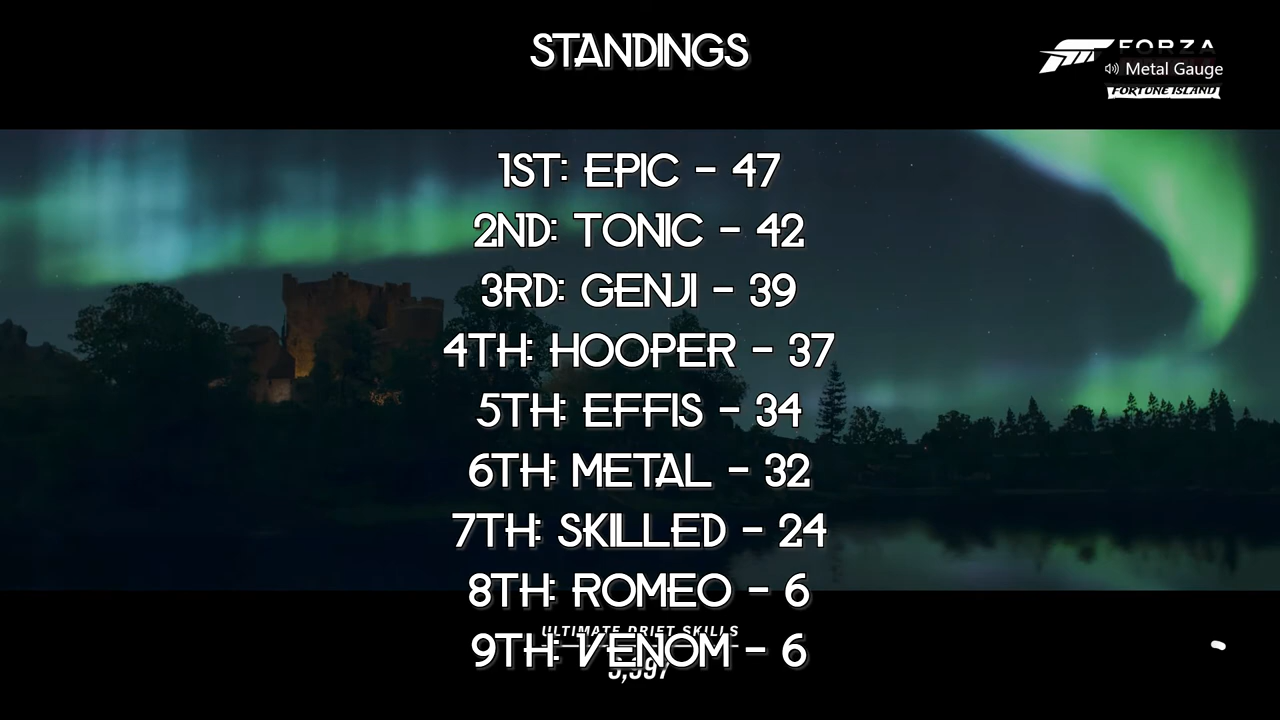 STANDINGS
FORZA
Metal Gauge
FORTUNE ISLAND
1ST: EPIC - 47
2ND: TONIC - 42
3RD: GENJI - 39
4TH: HOOPER - 37
5TH: EFFIS - 34
6TH: METAL - 32
7TH: SKILLED - 24
8TH: ROMEO - 6
ULTIMATE DRIFT SKILLS
9TH: VENOM - 6